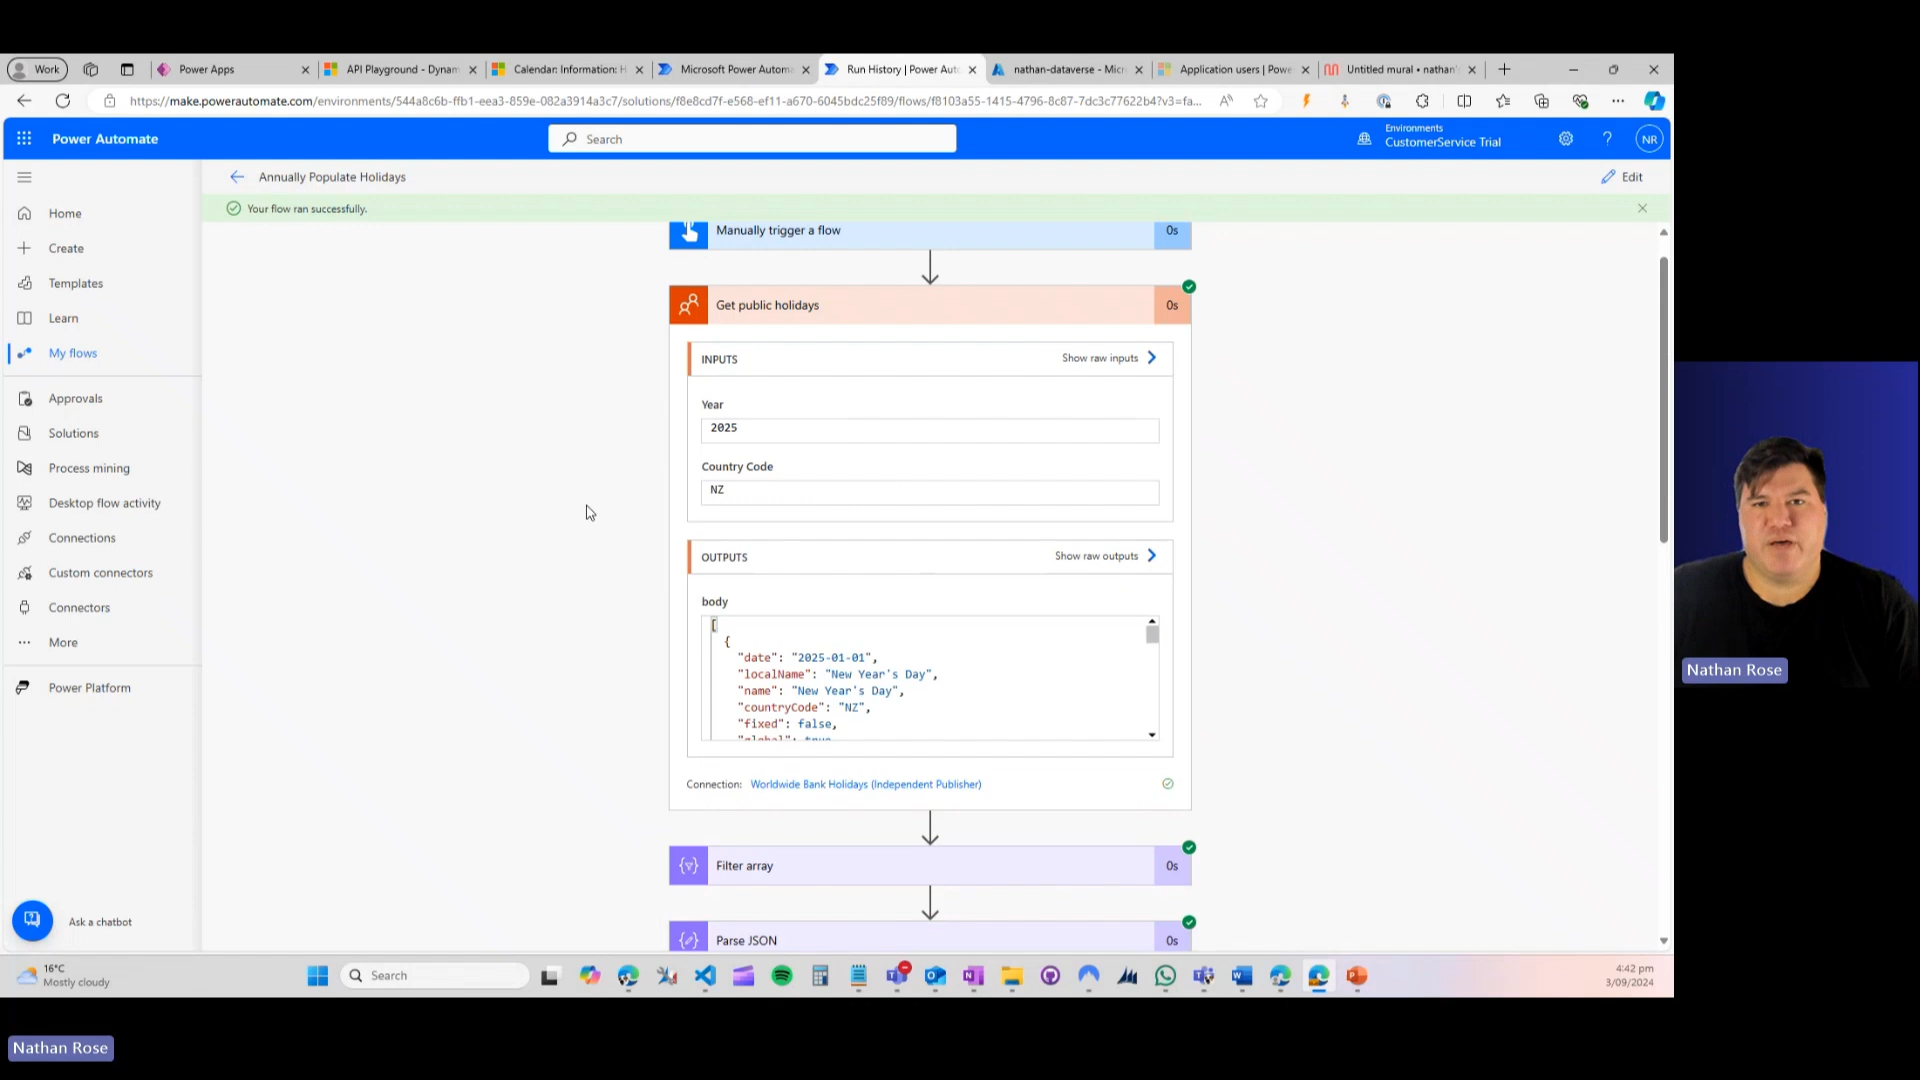 Work
Power Apps
API Playground - Dynam
Calendar: Information: H
Microsoft Power Autom
Run History | Power Aut
nathan-dataverse - Micr
Application users | Powe
Untitled mural • nathan'
https://make.powerautomate.com/environments/544a8c6b-ffb1-eea3-859e-082a3914a3c7/solutions/f8e8cd7f-e568-ef11-a670-6045bdc25f89/flows/f8103a55-1415-4796-8c87-7dc3c77622b4?v3=fa...
Power Automate
Search
Environments
CustomerService Trial
NR
Annually Populate Holidays
Edit
Your flow ran successfully.
Home
Create
Templates
Learn
My flows
Approvals
Solutions
Process mining
Desktop flow activity
Connections
Custom connectors
Connectors
More
Power Platform
Ask a chatbot
Manually trigger a flow
0s
Get public holidays
0s
INPUTS
Show raw inputs
Year
2025
Country Code
NZ
OUTPUTS
Show raw outputs
body
[
{
"date": "2025-01-01",
"localName": "New Year's Day",
"name": "New Year's Day",
"countryCode": "NZ",
"fixed": false,
"global": true
Connection: Worldwide Bank Holidays (Independent Publisher)
Filter array
0s
Parse JSON
0s
Nathan Rose
16°C
Mostly cloudy
Search
4:42 pm
3/09/2024
Nathan Rose